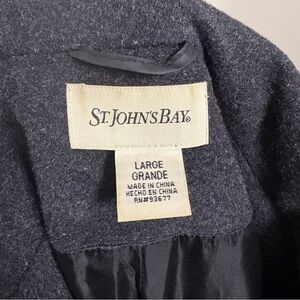 ST. JOHN'S BAY®
LARGE
GRANDE
MADE IN CHINA
HECHO EN CHINA
RN#93677